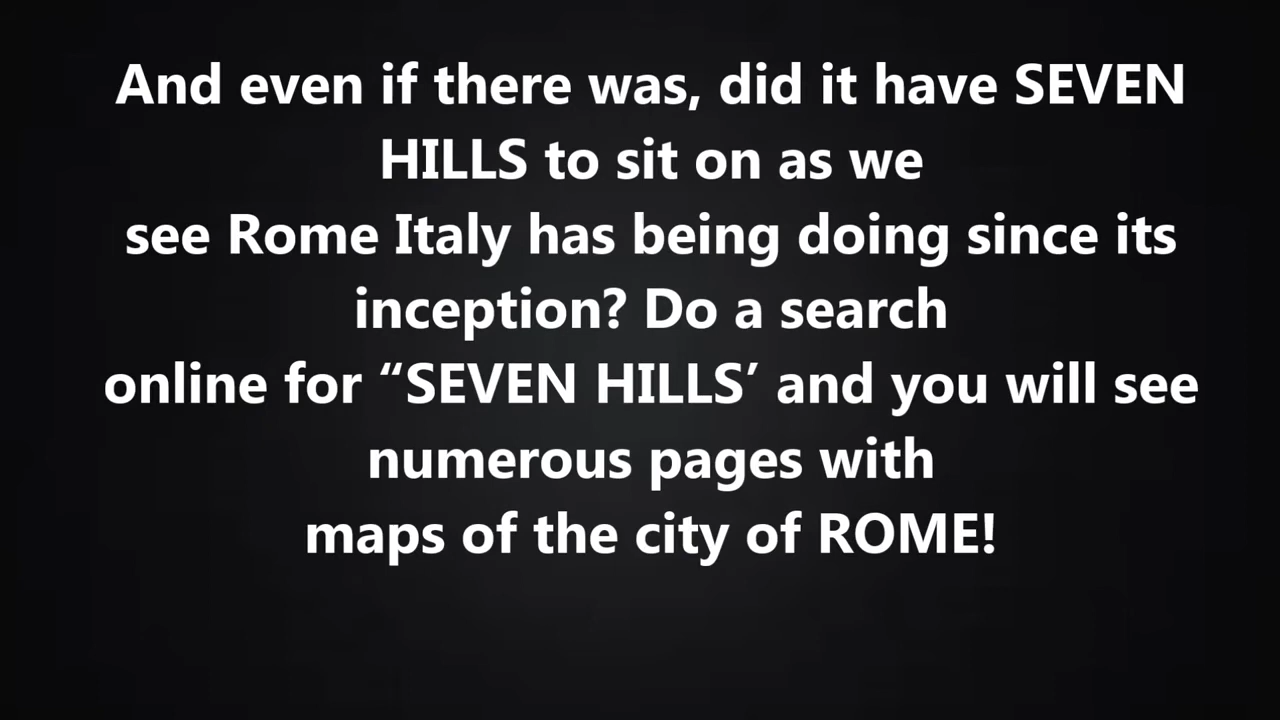 And even if there was, did it have SEVEN
HILLS to sit on as we
see Rome Italy has being doing since its
inception? Do a search
online for “SEVEN HILLS’ and you will see
numerous pages with
maps of the city of ROME!